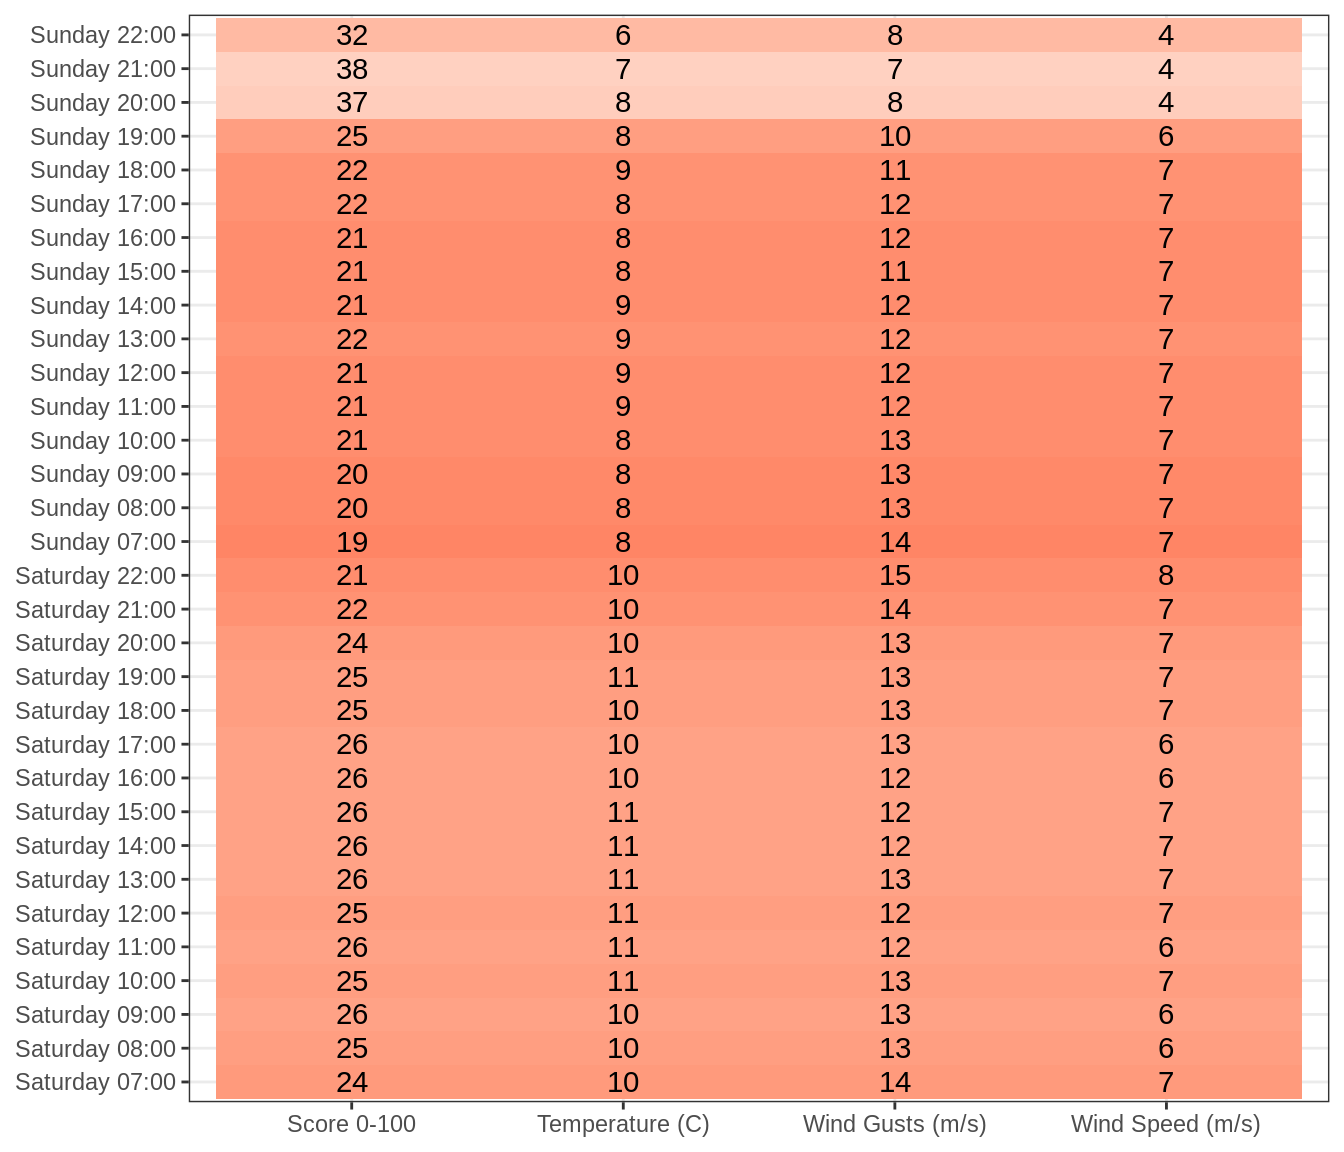 Sunday 22:00 32 6 8 4
Sunday 21:00 38 7 7 4
Sunday 20:00 37 8 8 4
Sunday 19:00 25 8 10 6
Sunday 18:00 22 9 11 7
Sunday 17:00 22 8 12 7
Sunday 16:00 21 8 12 7
Sunday 15:00 21 8 11 7
Sunday 14:00 21 9 12 7
Sunday 13:00 22 9 12 7
Sunday 12:00 21 9 12 7
Sunday 11:00 21 9 12 7
Sunday 10:00 21 8 13 7
Sunday 09:00 20 8 13 7
Sunday 08:00 20 8 13 7
Sunday 07:00 19 8 14 7
Saturday 22:00 21 10 15 8
Saturday 21:00 22 10 14 7
Saturday 20:00 24 10 13 7
Saturday 19:00 25 11 13 7
Saturday 18:00 25 10 13 7
Saturday 17:00 26 10 13 6
Saturday 16:00 26 10 12 6
Saturday 15:00 26 11 12 7
Saturday 14:00 26 11 12 7
Saturday 13:00 26 11 13 7
Saturday 12:00 25 11 12 7
Saturday 11:00 26 11 12 6
Saturday 10:00 25 11 13 7
Saturday 09:00 26 10 13 6
Saturday 08:00 25 10 13 6
Saturday 07:00 24 10 14 7
Score 0-100 Temperature (C) Wind Gusts (m/s) Wind Speed (m/s)